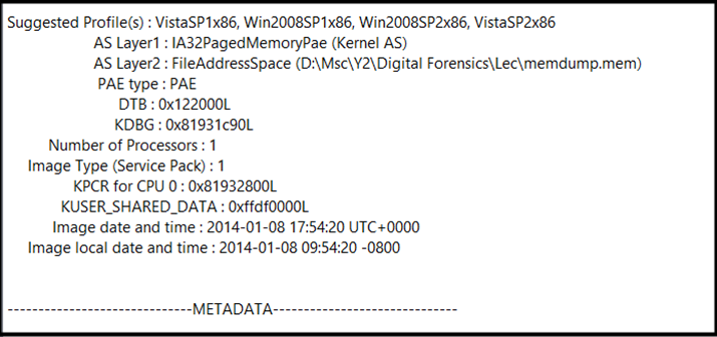 Suggested Profile(s) : VistaSP1x86, Win2008SP1x86, Win2008SP2x86, VistaSP2x86
AS Layer1 : IA32PagedMemoryPae (Kernel AS)
AS Layer2 : FileAddressSpace (D:\Msc\Y2\Digital Forensics\Lec\memdump.mem)
PAE type : PAE
DTB : 0x122000L
KDBG : 0x81931c90L
Number of Processors : 1
Image Type (Service Pack) : 1
KPCR for CPU 0 : 0x81932800L
KUSER_SHARED_DATA : 0xffdf0000L
Image date and time : 2014-01-08 17:54:20 UTC+0000
Image local date and time : 2014-01-08 09:54:20 -0800
------------------------------METADATA------------------------------